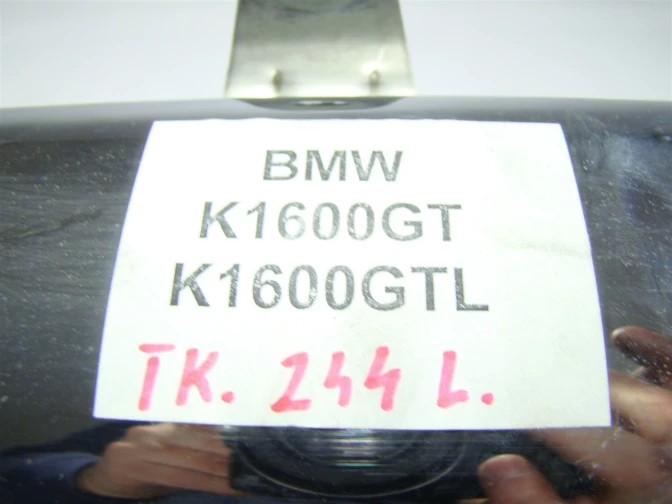 BMW
K1600GT
K1600GTL
TK. 244 L.